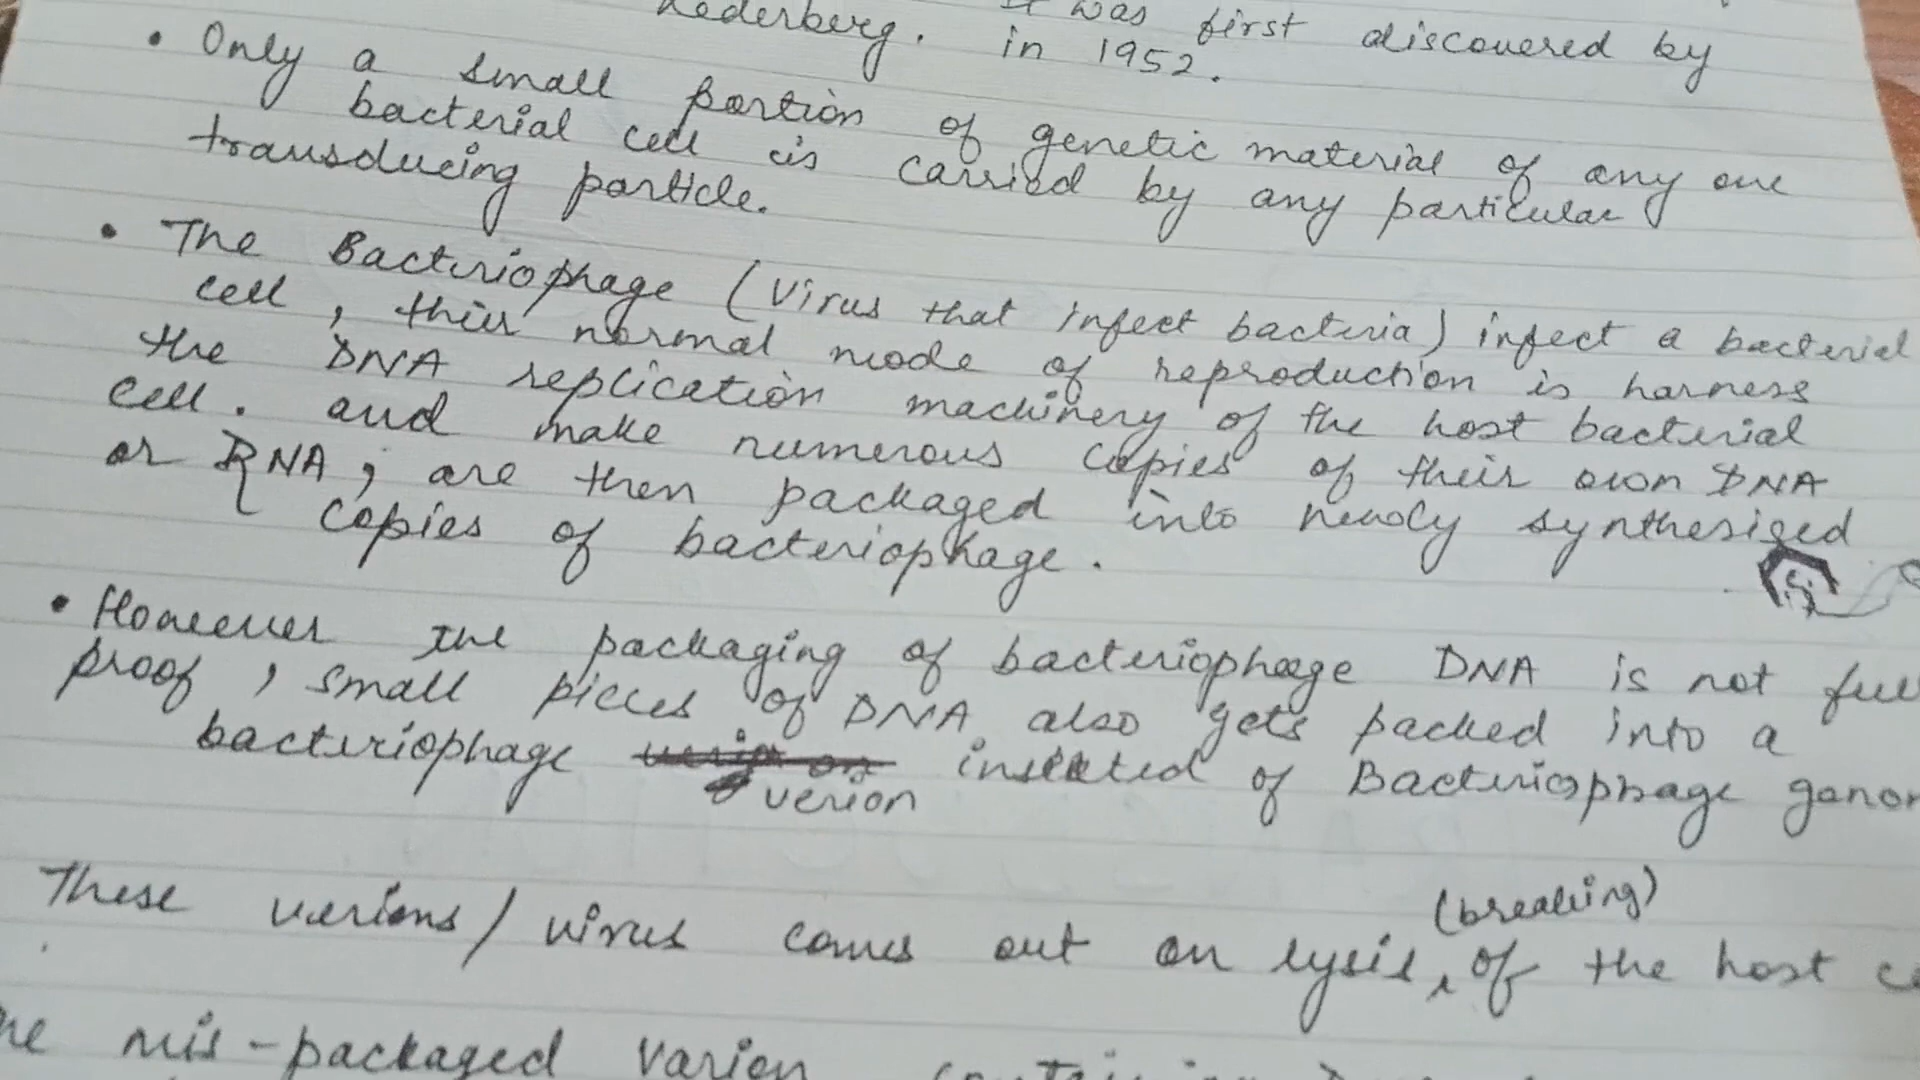 Lederberg. It was first discovered by
in 1952.
• Only a small portion of genetic material of any one
bacterial cell is carried by any particular
transducing particle.
• The Bacteriophage (Virus that infect bacteria) infect a bacterial
cell, their normal mode of reproduction is harness
the DNA replication machinery of the host bacterial
cell. and make numerous copies of their own DNA
or RNA, are then packaged into newly synthesised
copies of bacteriophage.
• However the packaging of bacteriophage DNA is not
proof, small pieces of DNA also gets packed into a
bacteriophage verion insteted of Bacteriophage
(breaking)
These verions/virus comes out on lysis, of the host
mis-packaged varion